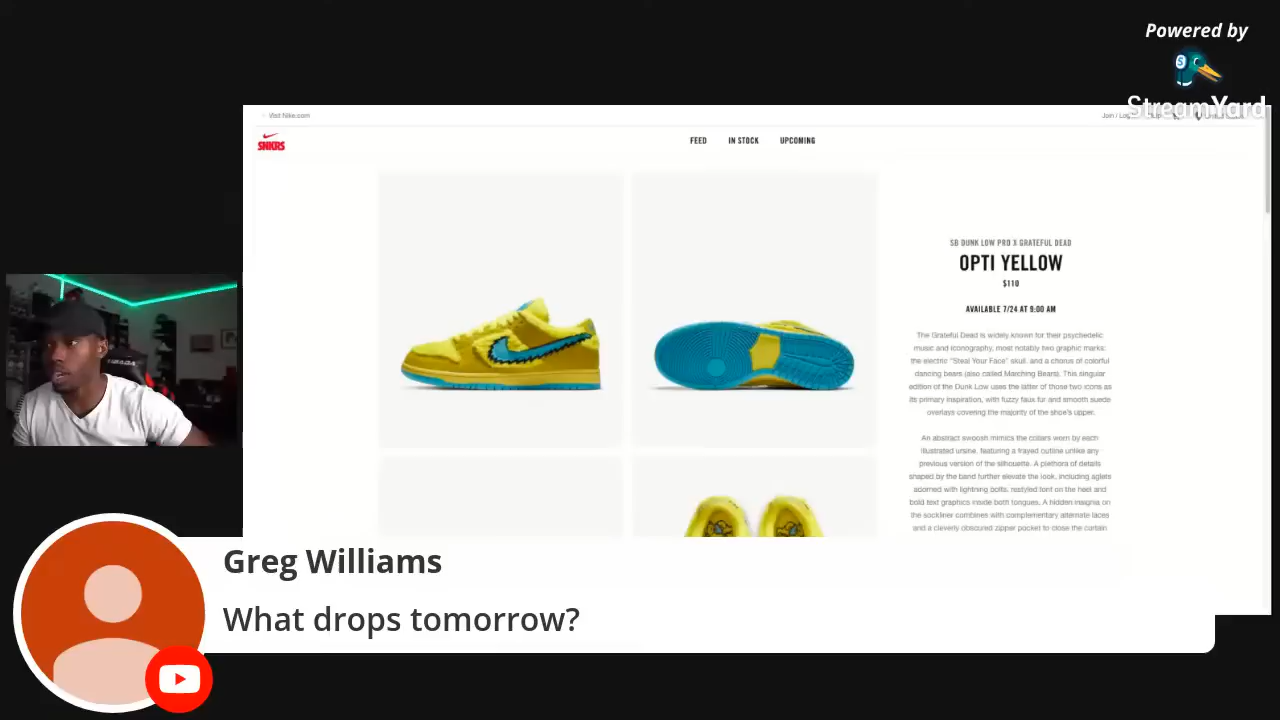 Powered by
StreamYard
Visit Nike.com
Join / Log
SNKRS
FEED
IN STOCK
UPCOMING
SB DUNK LOW PRO X GRATEFUL DEAD
OPTI YELLOW
$110
AVAILABLE 7/24 AT 9:00 AM
The Grateful Dead is widely known for their psychedelic
music and iconography, most notably two graphic marks:
the electric "Steal Your Face" skull, and a chorus of colorful
dancing bears (also called Marching Bears). This singular
edition of the Dunk Low uses the latter of those two icons as
its primary inspiration, with fuzzy faux fur and smooth suede
overlays covering the majority of the shoe's upper.
An abstract swoosh mimics the collars worn by each
illustrated ursine, featuring a frayed outline unlike any
previous version of the silhouette. A plethora of details
shaped by the band further elevate the look, including aglets
adorned with lightning bolts, restyled font on the heel and
bold text graphics inside both tongues. A hidden insignia on
the sockliner combines with complementary alternate laces
and a cleverly obscured zipper pocket to close the curtain
Greg Williams
What drops tomorrow?